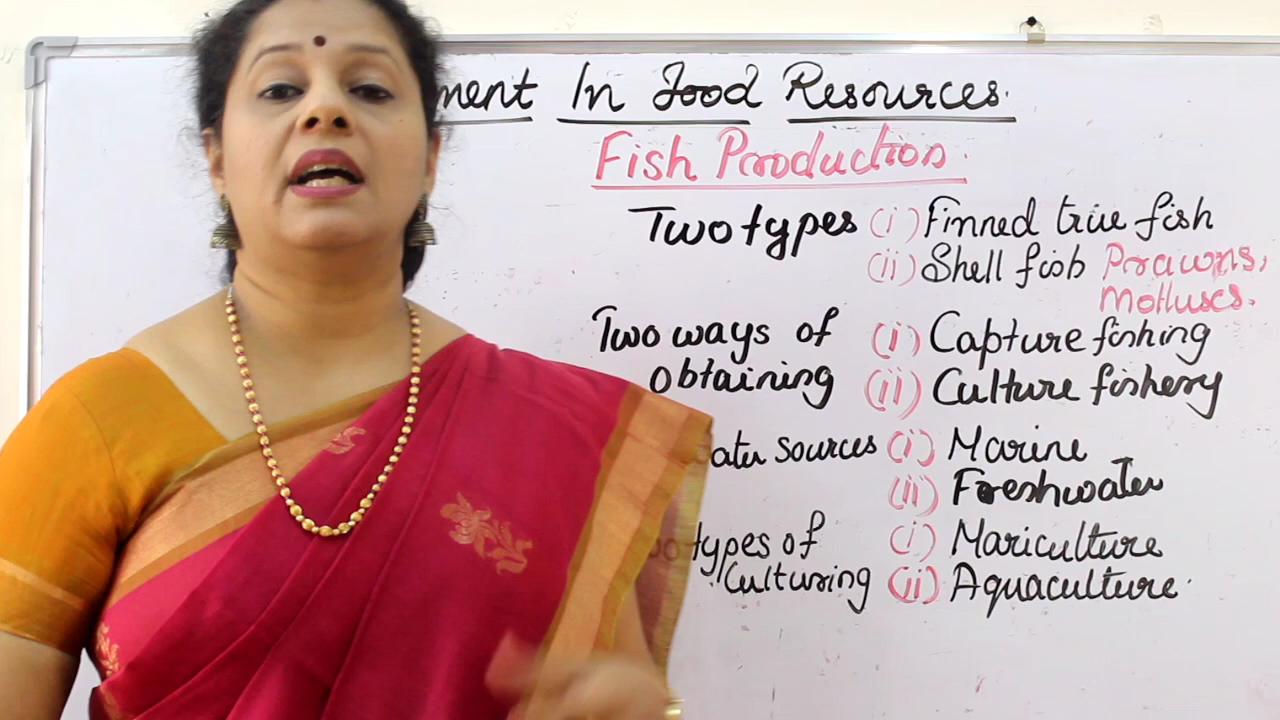 ment In Food Resources.
Fish Production.
Two types (i) Finned true fish
(ii) Shell fish Prawns,
Molluscs.
Two ways of (i) Capture fishing
Obtaining (ii) Culture fishery
ater sources (i) Marine
(ii) Freshwater
types of (i) Mariculture
Culturing (ii) Aquaculture.